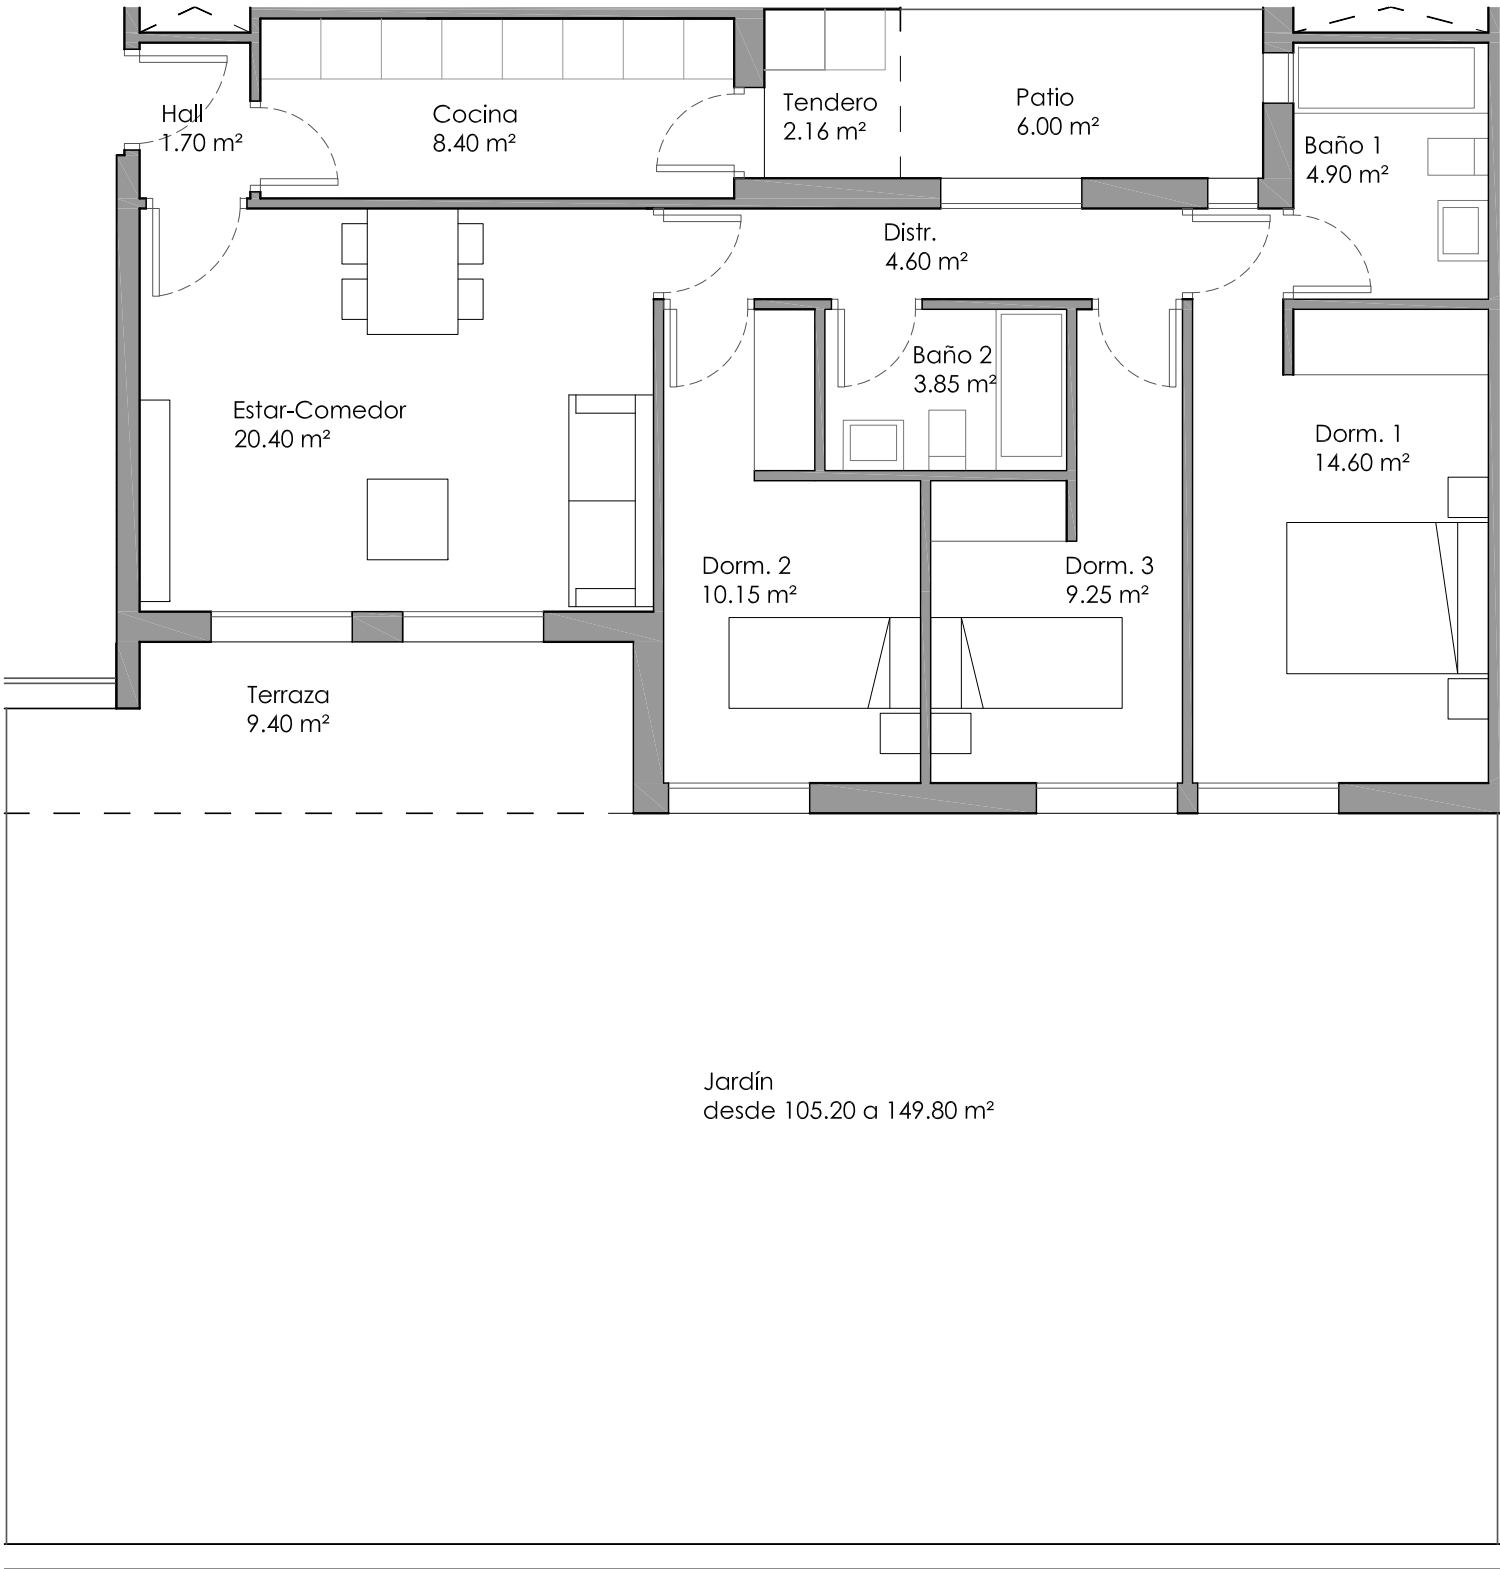 Hall
1.70 m²
Cocina
8.40 m²
Tendero
2.16 m²
Patio
6.00 m²
Baño 1
4.90 m²
Distr.
4.60 m²
Baño 2
3.85 m²
Estar-Comedor
20.40 m²
Dorm. 1
14.60 m²
Dorm. 2
10.15 m²
Dorm. 3
9.25 m²
Terraza
9.40 m²
Jardín
desde 105.20 a 149.80 m²